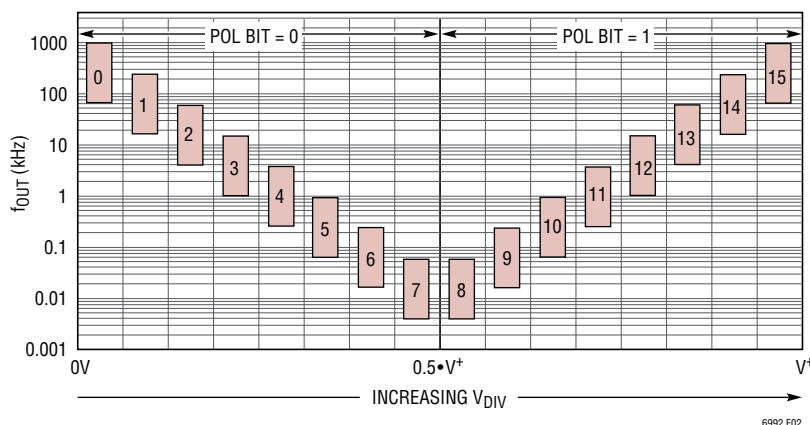 POL BIT = 0
POL BIT = 1
fOUT (kHz)
1000
100
10
1
0.1
0.01
0.001
0
1
2
3
4
5
6
7
8
9
10
11
12
13
14
15
0V
0.5•V+
V+
INCREASING VDIV
6992 F02